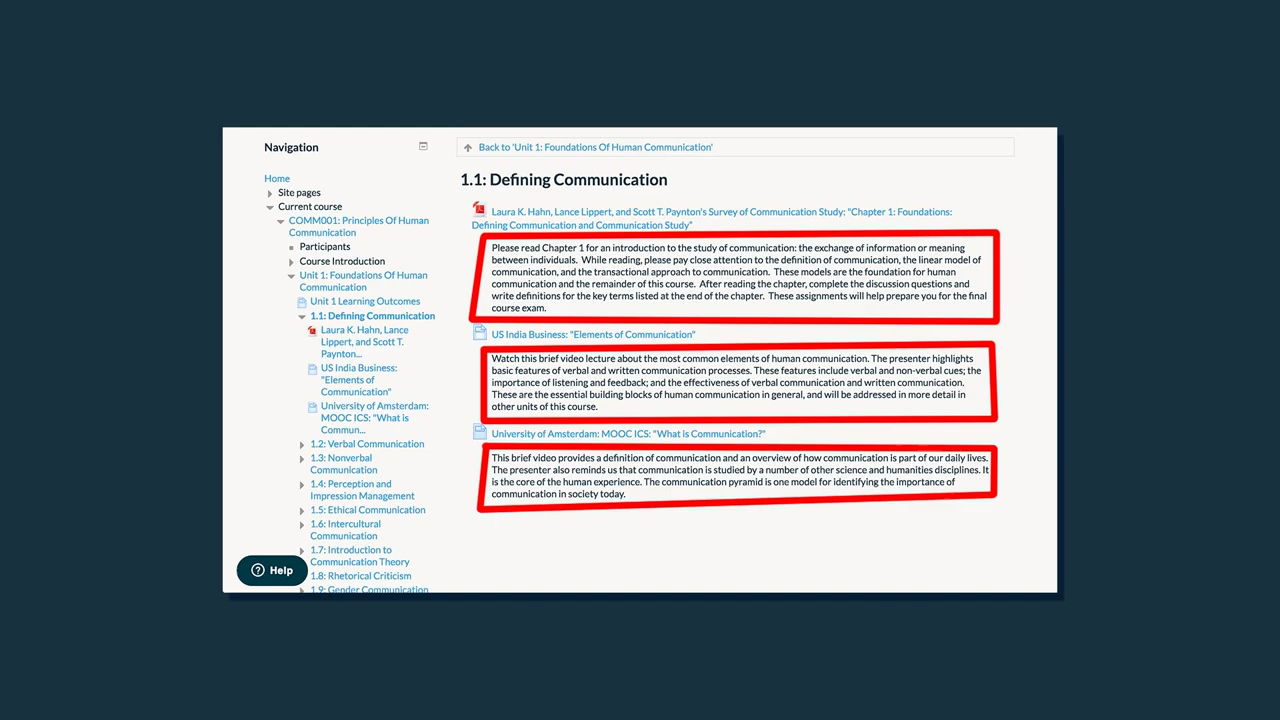 Navigation
Home
Site pages
Current course
COMM001: Principles Of Human
Communication
Participants
Course Introduction
Unit 1: Foundations Of Human
Communication
Unit 1 Learning Outcomes
1.1: Defining Communication
Laura K. Hahn, Lance
Lippert, and Scott T.
Paynton...
US India Business:
"Elements of
Communication"
University of Amsterdam:
MOOC ICS: "What is
Commun...
1.2: Verbal Communication
1.3: Nonverbal
Communication
1.4: Perception and
Impression Management
1.5: Ethical Communication
1.6: Intercultural
Communication
1.7: Introduction to
Communication Theory
1.8: Rhetorical Criticism
1.9: Gender Communication
Help
Back to 'Unit 1: Foundations Of Human Communication'
1.1: Defining Communication
Laura K. Hahn, Lance Lippert, and Scott T. Paynton's Survey of Communication Study: "Chapter 1: Foundations:
Defining Communication and Communication Study"
Please read Chapter 1 for an introduction to the study of communication: the exchange of information or meaning
between individuals. While reading, please pay close attention to the definition of communication, the linear model of
communication, and the transactional approach to communication. These models are the foundation for human
communication and the remainder of this course. After reading the chapter, complete the discussion questions and
write definitions for the key terms listed at the end of the chapter. These assignments will help prepare you for the final
course exam.
US India Business: "Elements of Communication"
Watch this brief video lecture about the most common elements of human communication. The presenter highlights
basic features of verbal and written communication processes. These features include verbal and non-verbal cues; the
importance of listening and feedback; and the effectiveness of verbal communication and written communication.
These are the essential building blocks of human communication in general, and will be addressed in more detail in
other units of this course.
University of Amsterdam: MOOC ICS: "What is Communication?"
This brief video provides a definition of communication and an overview of how communication is part of our daily lives.
The presenter also reminds us that communication is studied by a number of other science and humanities disciplines. It
is the core of the human experience. The communication pyramid is one model for identifying the importance of
communication in society today.